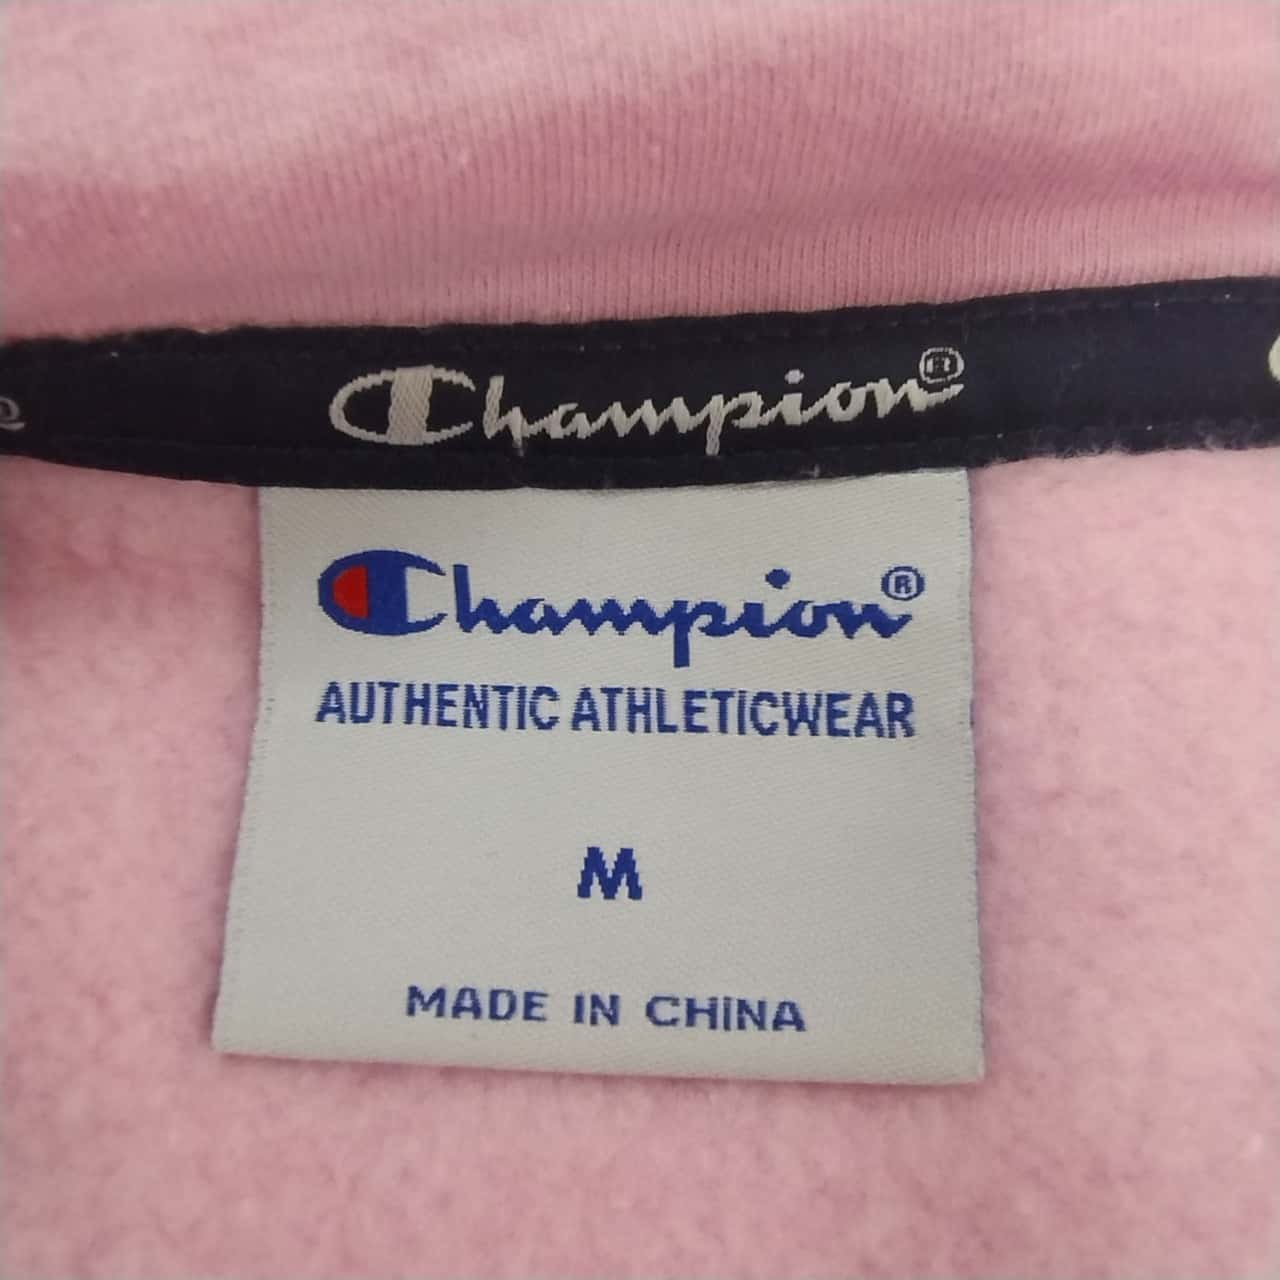 Champion®
Champion®
AUTHENTIC ATHLETICWEAR
M
MADE IN CHINA